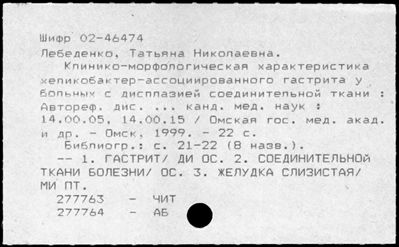 Шифр 02-46474
Лебеденко, Татьяна Николаевна.
Клинико-морфологическая характеристика
хеликобактер-ассоциированного гастрита у
больных с дисплазией соединительной ткани :
Автореф. дис. ... канд. мед. наук :
14.00.05, 14.00.15 / Омская гос. мед. акад.
и др. - Омск, 1999. - 22 с.
Библиогр.: с. 21-22 (8 назв.).
-- 1. ГАСТРИТ/ ДИ ОС. 2. СОЕДИНИТЕЛЬНОЙ
ТКАНИ БОЛЕЗНИ/ ОС. 3. ЖЕЛУДКА СЛИЗИСТАЯ/
МИ ПТ.
277763 - ЧИТ
277764 - АБ